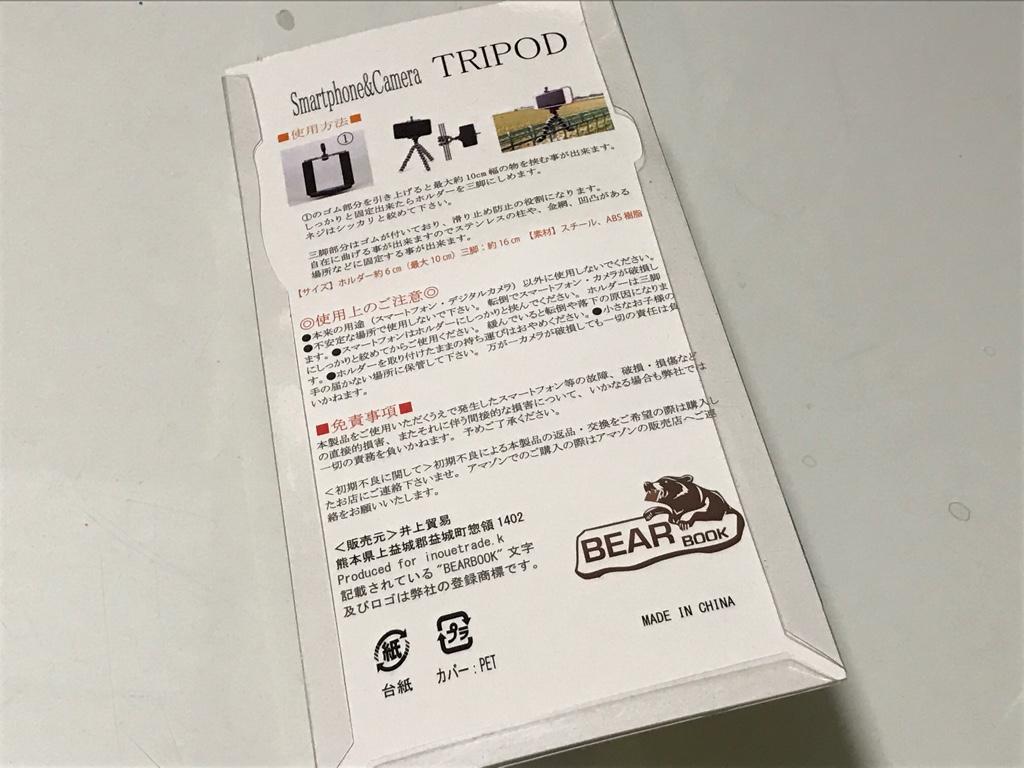 Smartphone&Camera TRIPOD
■使用方法■
①
①のゴム部分を引き上げると最大約10cm幅の物を挟む事が出来ます。
しっかりと固定出来たらホルダーを三脚にしめます。
ネジはシッカリと絞めて下さい。
三脚部分はゴムが付いており、滑り止め防止の役割になります。
自在に曲げる事が出来ますのでステンレスの柱や、金網、凹凸がある
場所などに固定する事が出来ます。
【サイズ】ホルダー約6㎝（最大10㎝）三脚：約16㎝ 【素材】スチール、ABS樹脂
◎使用上のご注意◎
●本来の用途（スマートフォン・デジタルカメラ）以外に使用しないでください。
●不安定な場所で使用しないで下さい。転倒でスマートフォン・カメラが破損し
ます。●スマートフォンはホルダーにしっかりと挟んでください。ホルダーは三脚
にしっかりと絞めてからご使用ください。緩んでいると転倒や落下の原因になりま
す。●ホルダーを取り付けたままの持ち運びはおやめください。●小さなお子様の
手の届かない場所に保管して下さい。万が一カメラが破損しても一切の責任は負
いかねます。
■免責事項■
本製品をご使用いただくうえで発生したスマートフォン等の故障、破損・損傷など
の直接的損害、またそれに伴う間接的な損害について、いかなる場合も弊社では
一切の責務を負いかねます。予めご了承ください。
＜初期不良に関して＞初期不良による本製品の返品・交換をご希望の際は購入し
たお店にご連絡下さいませ。アマゾンでのご購入の際はアマゾンの販売店へご連
絡をお願いいたします。
＜販売元＞井上貿易
熊本県上益城郡益城町惣領1402
Produced for inouetrade.k
記載されている"BEARBOOK"文字
及びロゴは弊社の登録商標です。
BEAR BOOK
MADE IN CHINA
紙
プラ
台紙
カバー：PET